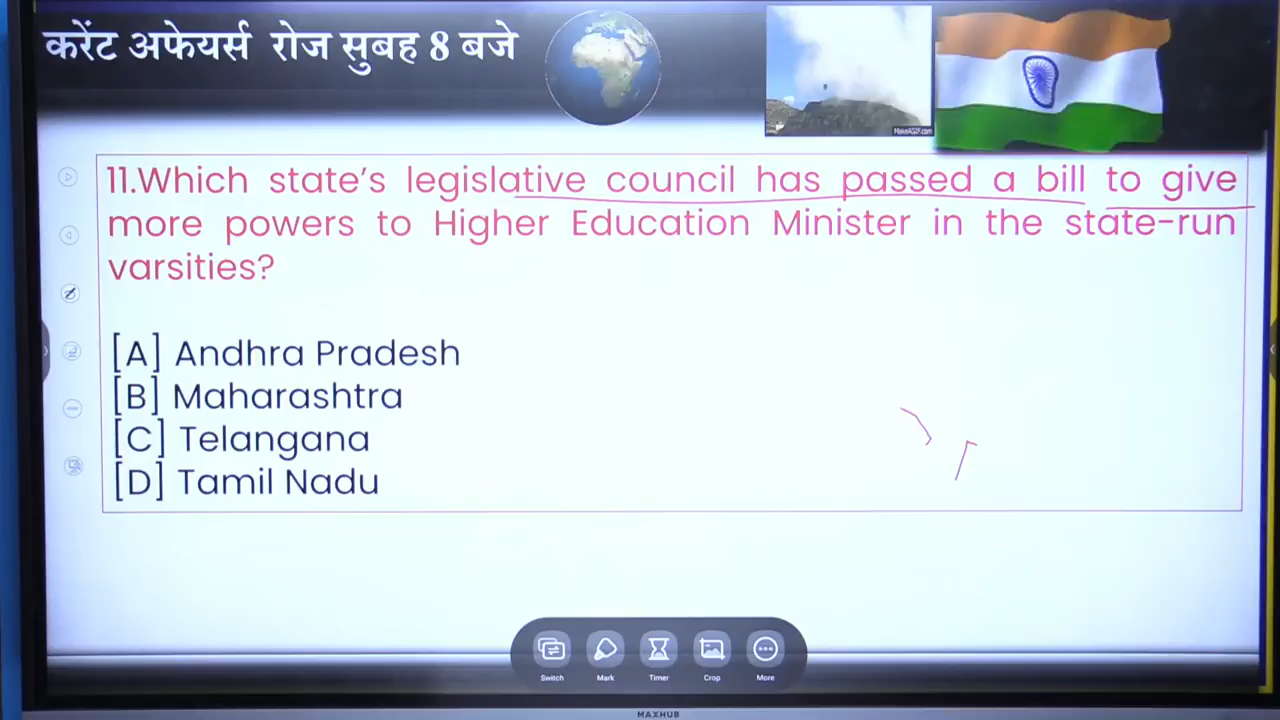 करेंट अफेयर्स रोज सुबह 8 बजे
MakeAGIF.com
11.Which state's legislative council has passed a bill to give
more powers to Higher Education Minister in the state-run
varsities?
[A] Andhra Pradesh
[B] Maharashtra
[C] Telangana
[D] Tamil Nadu
Switch Mark Timer Crop More
MAXHUB